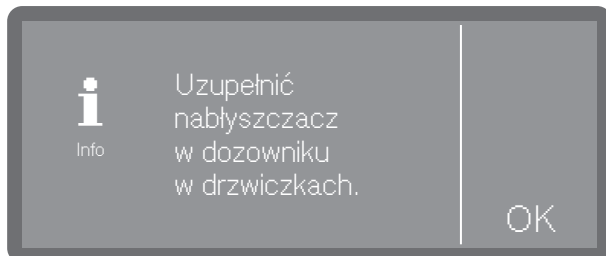 Info
Uzupełnić
nabłyszczacz
w dozowniku
w drzwiczkach.
OK